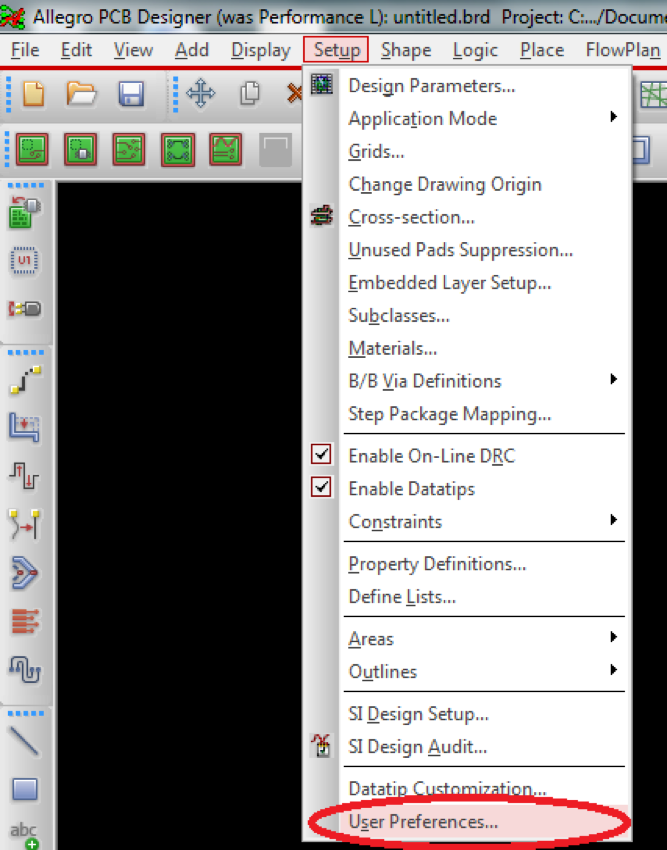 Allegro PCB Designer (was Performance L): untitled.brd Project: C:.../Docume
File Edit View Add Display Setup Shape Logic Place FlowPlan
Design Parameters...
Application Mode
Grids...
Change Drawing Origin
Cross-section...
Unused Pads Suppression...
Embedded Layer Setup...
Subclasses...
Materials...
B/B Via Definitions
Step Package Mapping...
Enable On-Line DRC
Enable Datatips
Constraints
Property Definitions...
Define Lists...
Areas
Outlines
SI Design Setup...
SI Design Audit...
Datatip Customization...
User Preferences...
U1
abc